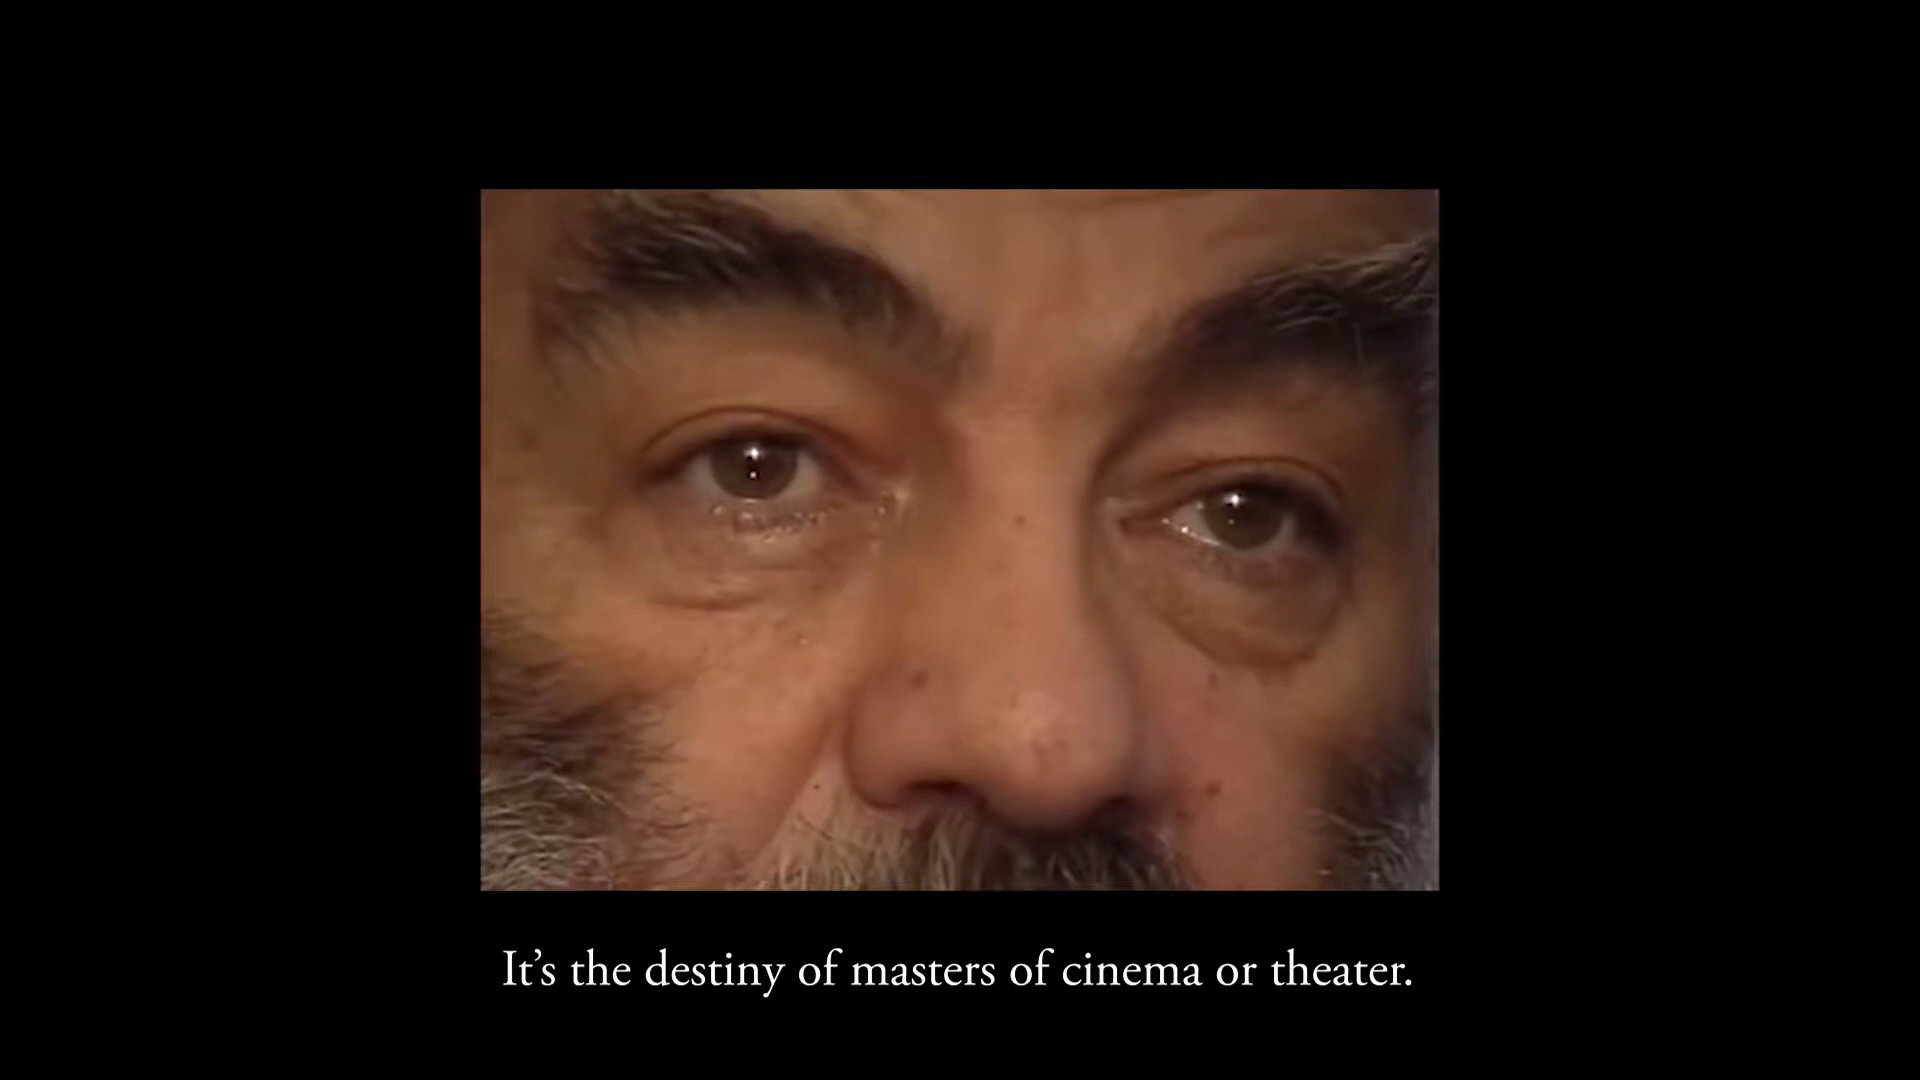 It’s the destiny of masters of cinema or theater.